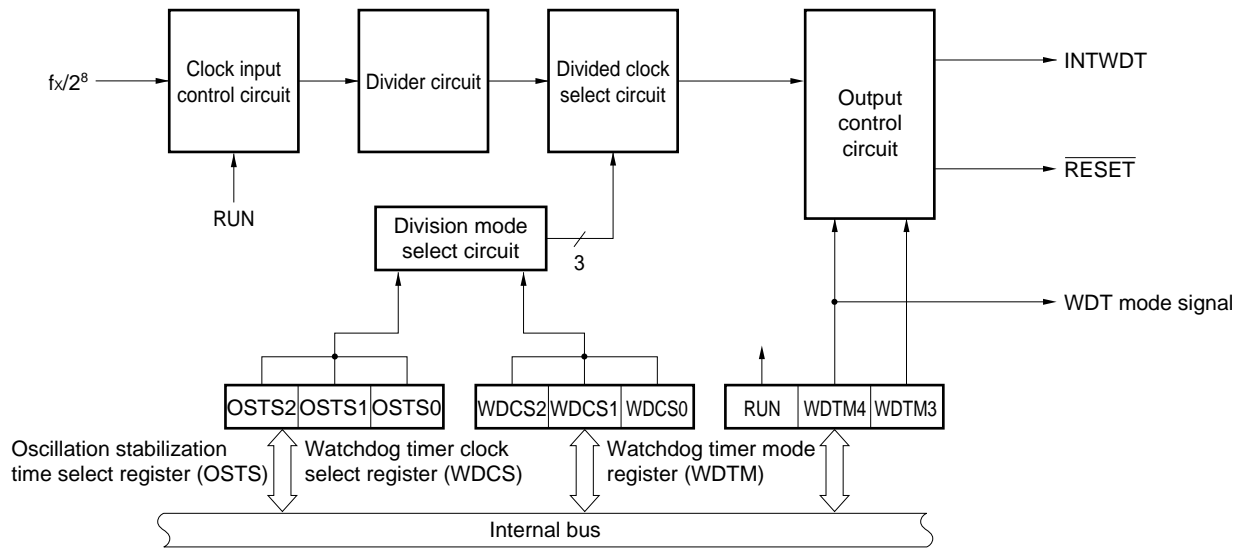 fx/2⁸
Clock input
control circuit
Divider circuit
Divided clock
select circuit
Output
control
circuit
INTWDT
RESET
RUN
Division mode
select circuit
3
WDT mode signal
OSTS2 OSTS1 OSTS0
WDCS2 WDCS1 WDCS0
RUN WDTM4 WDTM3
Oscillation stabilization
time select register (OSTS)
Watchdog timer clock
select register (WDCS)
Watchdog timer mode
register (WDTM)
Internal bus